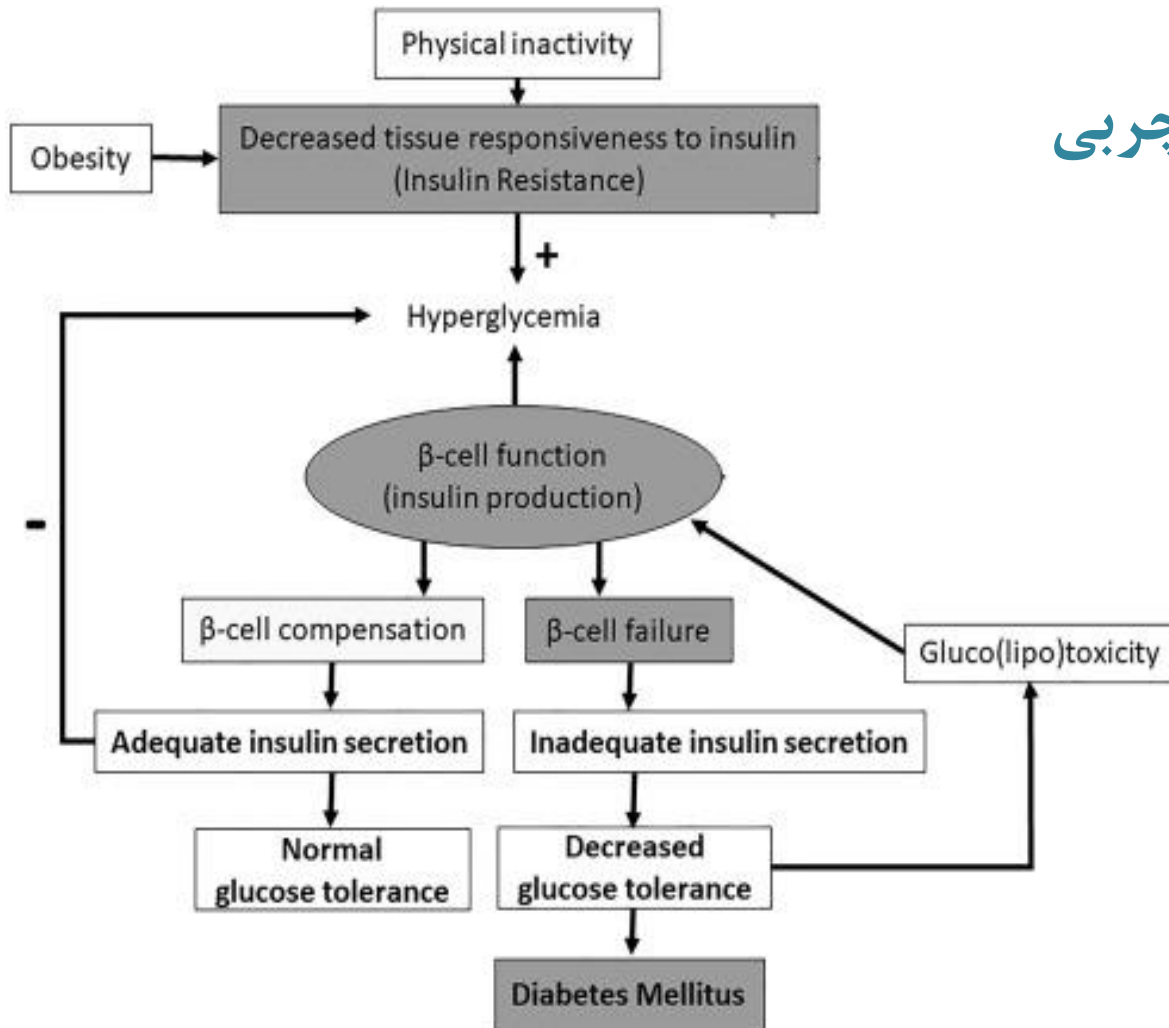 Physical inactivity
چربی
Obesity
Decreased tissue responsiveness to insulin
(Insulin Resistance)
+
Hyperglycemia
β-cell function
(insulin production)
-
β-cell compensation
β-cell failure
Gluco(lipo)toxicity
Adequate insulin secretion
Inadequate insulin secretion
Normal
glucose tolerance
Decreased
glucose tolerance
Diabetes Mellitus